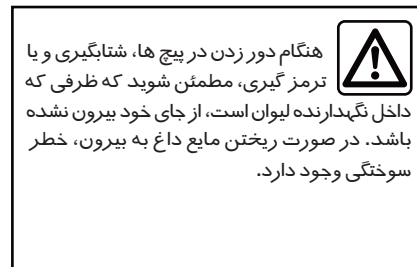 هنگام دور زدن در پیچ ها، شتابگیری و یا
ترمز گیری، مطمئن شوید که ظرفی که
داخل نگهدارنده لیوان است، از جای خود بیرون نشده
باشد. در صورت ریختن مایع داغ به بیرون، خطر
سوختگی وجود دارد.